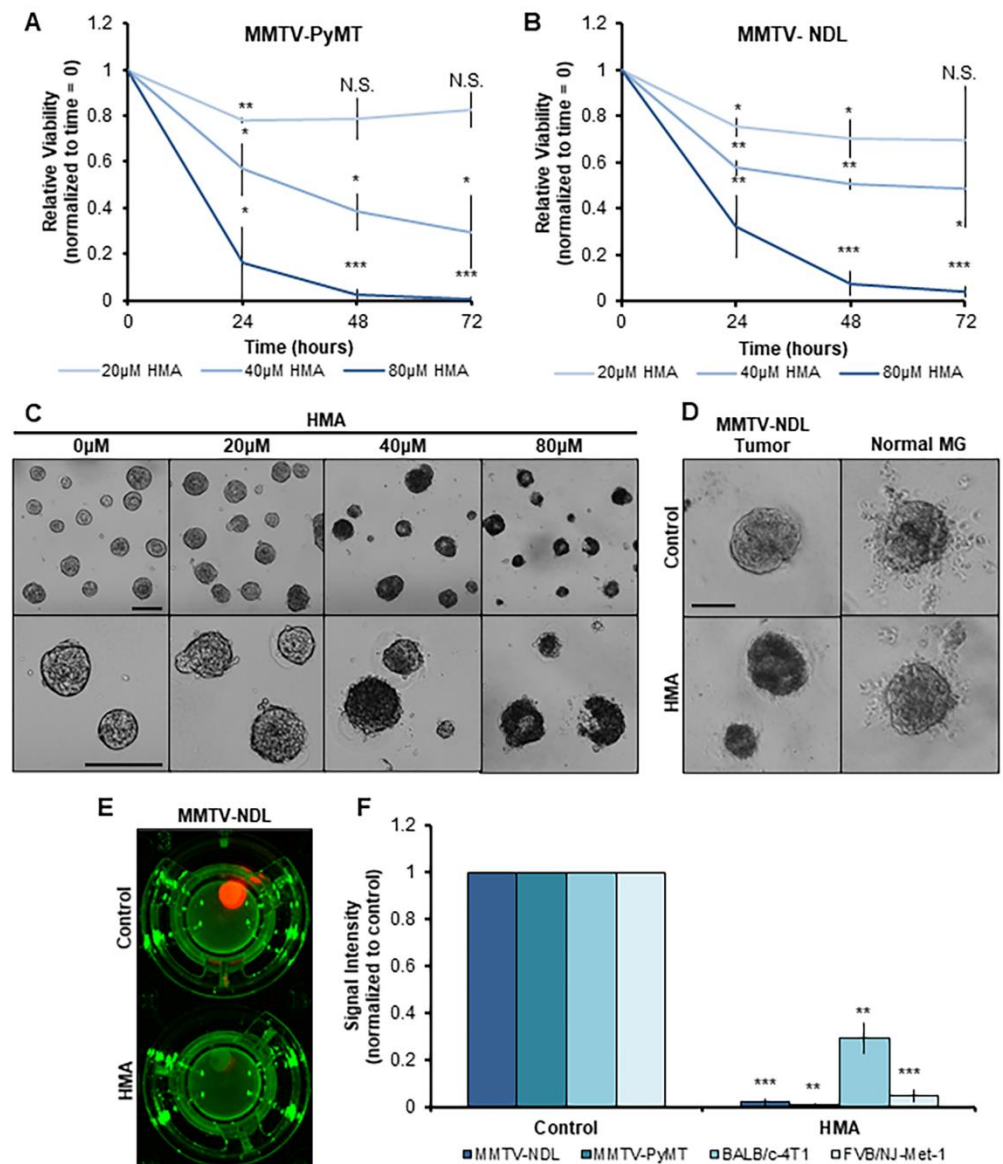 A
MMTV-PyMT
Relative Viability
(normalized to time = 0)
1
0.8
0.6
0.4
0.2
0
**
*
*
N.S.
*
***
N.S.
*
***
0
24
48
72
Time (hours)
20µM HMA
40µM HMA
80µM HMA
B
MMTV- NDL
Relative Viability
(normalized to time = 0)
1
0.8
0.6
0.4
0.2
0
*
**
**
*
**
***
N.S.
*
***
0
24
48
72
Time (hours)
20µM HMA
40µM HMA
80µM HMA
C
HMA
0µM
20µM
40µM
80µM
D
MMTV-NDL
Tumor
Normal MG
Control
HMA
E
MMTV-NDL
Control
HMA
F
Signal Intensity
(normalized to control)
1.2
1
0.8
0.6
0.4
0.2
0
***
**
**
***
Control
HMA
MMTV-NDL
MMTV-PyMT
BALB/c-4T1
FVB/NJ-Met-1